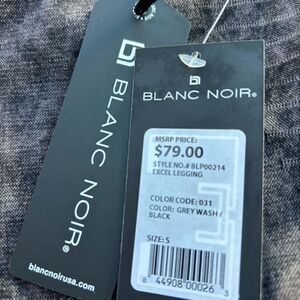 BLANC NOIR®
blancnoirusa.com
BLANC NOIR®
MSRP PRICE:
$79.00
STYLE NO.# BLP00214
EXCEL LEGGING
COLOR CODE: 031
COLOR: GREY WASH /
BLACK
SIZE: S
8 44908 00026 3